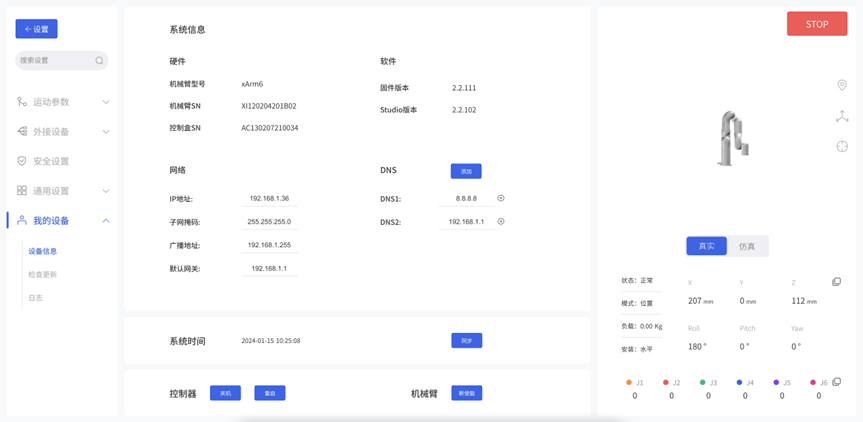 ← 设置
搜索设置
运动参数
外接设备
安全设置
通用设置
我的设备
设备信息
检查更新
日志
系统信息
硬件
机械臂型号 xArm6
机械臂SN XI120204201B02
控制盒SN AC130207210034
软件
固件版本 2.2.111
Studio版本 2.2.102
网络
IP地址: 192.168.1.36
子网掩码: 255.255.255.0
广播地址: 192.168.1.255
默认网关: 192.168.1.1
DNS 添加
DNS1: 8.8.8.8
DNS2: 192.168.1.1
系统时间 2024-01-15 10:25:08 同步
控制器 关机 重启
机械臂 断使能
STOP
真实 仿真
状态: 正常
模式: 位置
负载: 0.00 Kg
安装: 水平
X Y Z
207 mm 0 mm 112 mm
Roll Pitch Yaw
180 ° 0 ° 0 °
J1 J2 J3 J4 J5 J6
0 0 0 0 0 0